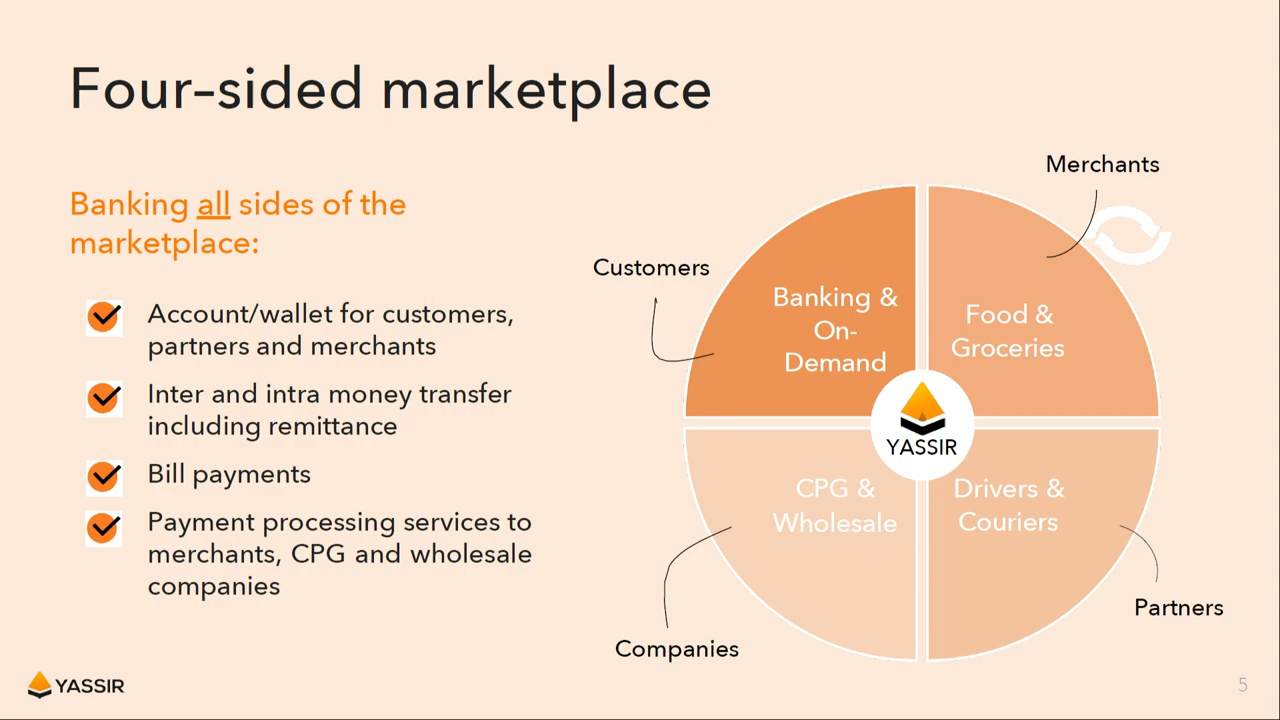 Four-sided marketplace
Banking all sides of the
marketplace:
Account/wallet for customers,
partners and merchants
Inter and intra money transfer
including remittance
Bill payments
Payment processing services to
merchants, CPG and wholesale
companies
Merchants
Customers
Banking &
On-
Demand
Food &
Groceries
YASSIR
CPG &
Wholesale
Drivers &
Couriers
Partners
Companies
YASSIR
5